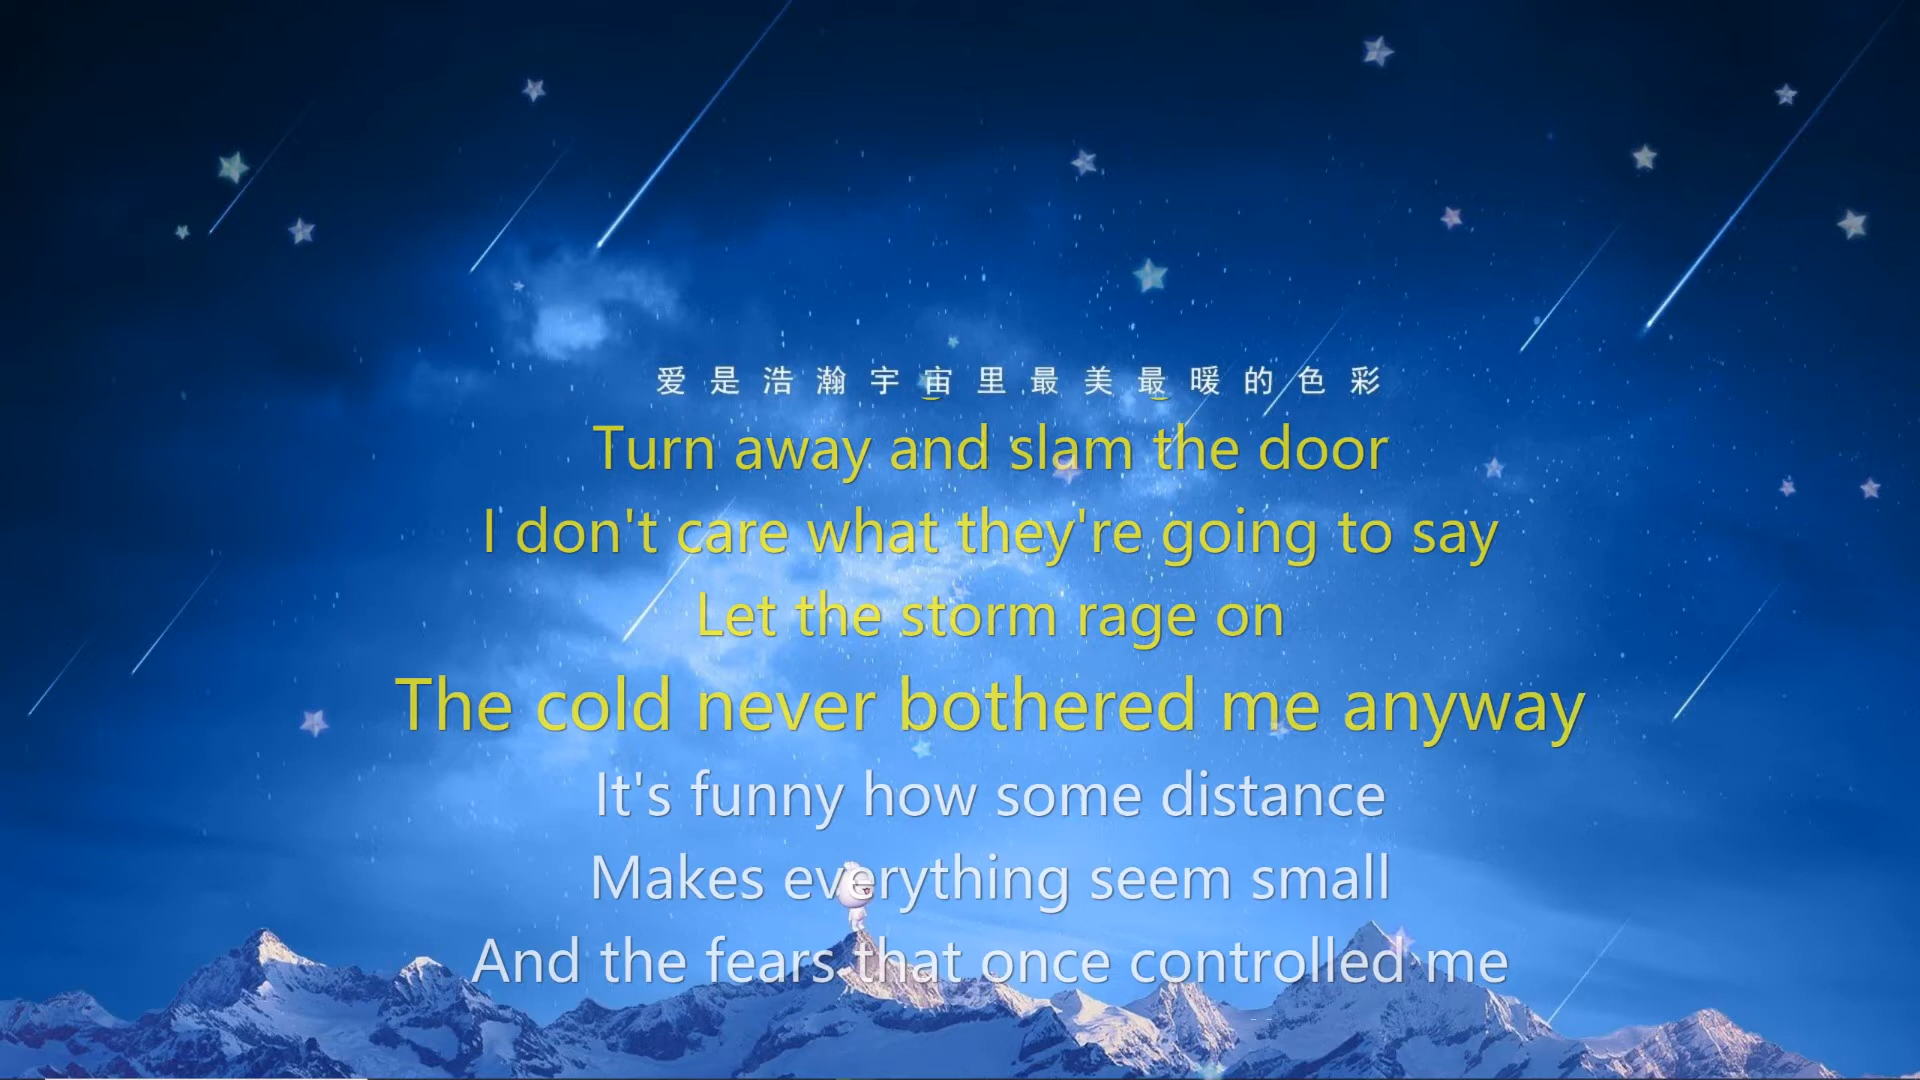 爱是浩瀚宇宙里最美最暖的色彩
Turn away and slam the door
I don't care what they're going to say
Let the storm rage on
The cold never bothered me anyway
It's funny how some distance
Makes everything seem small
And the fears that once controlled me